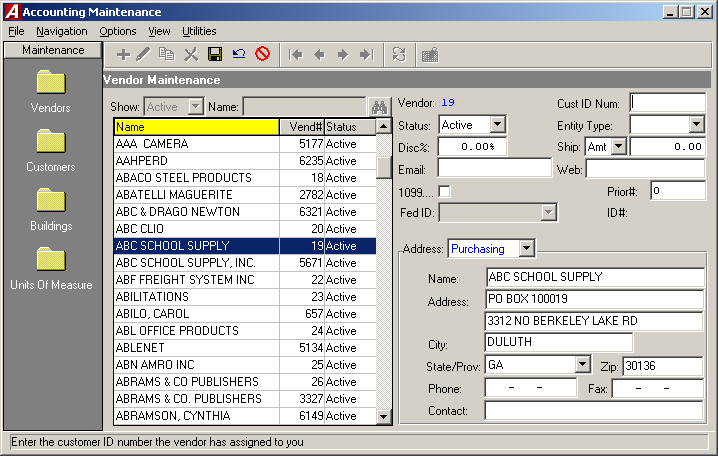 A Accounting Maintenance
File Navigation Options View Utilities
Maintenance
Vendors
Customers
Buildings
Units Of Measure
Vendor Maintenance
Show: Active Name:
Name Vend# Status
AAA CAMERA 5177 Active
AAHPERD 6235 Active
ABACO STEEL PRODUCTS 18 Active
ABATELLI MAGUERITE 2782 Active
ABC & DRAGO NEWTON 6321 Active
ABC CLIO 20 Active
ABC SCHOOL SUPPLY 19 Active
ABC SCHOOL SUPPLY, INC. 5671 Active
ABF FREIGHT SYSTEM INC 22 Active
ABILITATIONS 23 Active
ABILO, CAROL 657 Active
ABL OFFICE PRODUCTS 24 Active
ABLENET 5134 Active
ABN AMRO INC 25 Active
ABRAMS & CO PUBLISHERS 26 Active
ABRAMS & CO. PUBLISHERS 3327 Active
ABRAMSON, CYNTHIA 6149 Active
Vendor: 19 Cust ID Num:
Status: Active Entity Type:
Disc%: 0.00% Ship: Amt 0.00
Email: Web:
1099.... Prior#: 0
Fed ID: ID#:
Address: Purchasing
Name: ABC SCHOOL SUPPLY
Address: PO BOX 100019
3312 NO BERKELEY LAKE RD
City: DULUTH
State/Prov: GA Zip: 30136
Phone: - - Fax: - -
Contact:
Enter the customer ID number the vendor has assigned to you